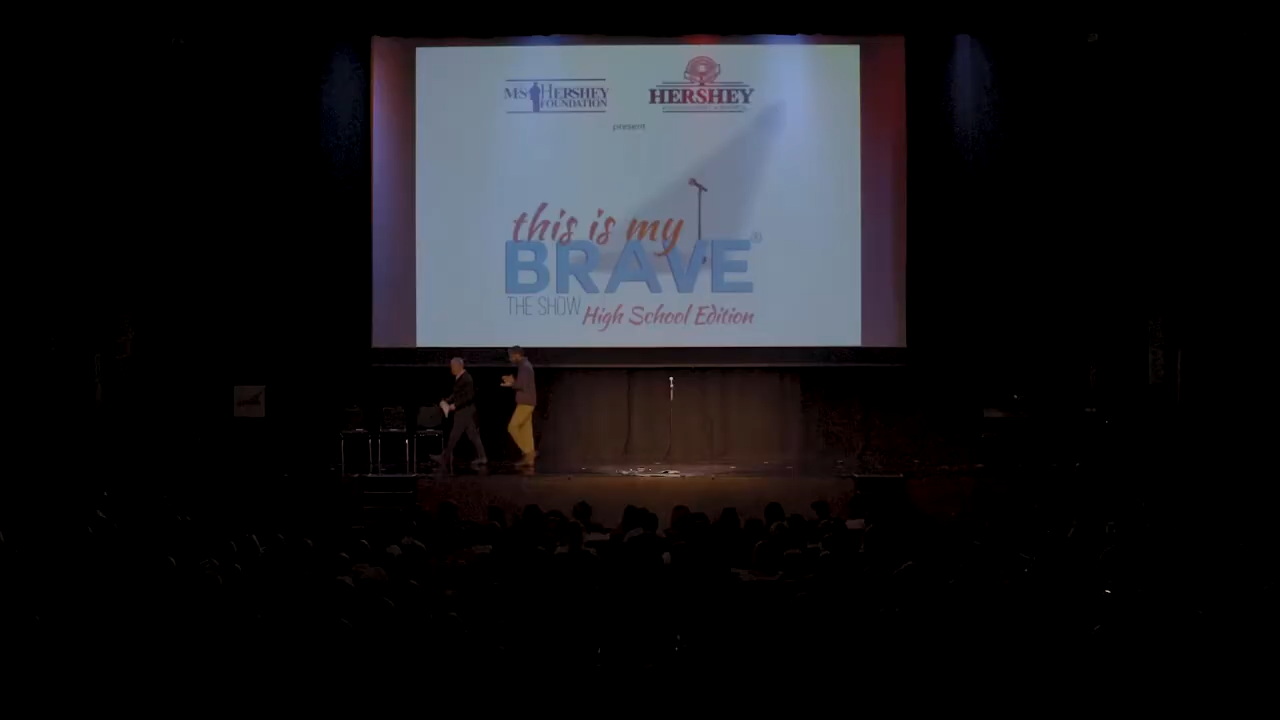 MS HERSHEY
FOUNDATION
HERSHEY
present
this is my
BRAVE®
THE SHOW High School Edition